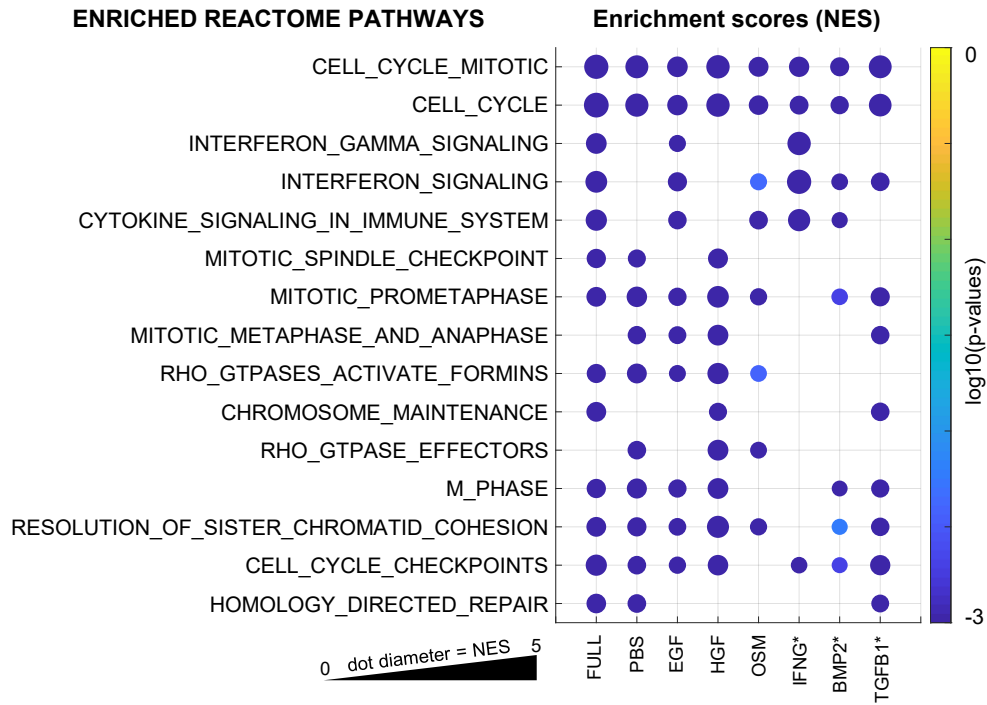 ENRICHED REACTOME PATHWAYS
Enrichment scores (NES)
CELL_CYCLE_MITOTIC
CELL_CYCLE
INTERFERON_GAMMA_SIGNALING
INTERFERON_SIGNALING
CYTOKINE_SIGNALING_IN_IMMUNE_SYSTEM
MITOTIC_SPINDLE_CHECKPOINT
MITOTIC_PROMETAPHASE
MITOTIC_METAPHASE_AND_ANAPHASE
RHO_GTPASES_ACTIVATE_FORMINS
CHROMOSOME_MAINTENANCE
RHO_GTPASE_EFFECTORS
M_PHASE
RESOLUTION_OF_SISTER_CHROMATID_COHESION
CELL_CYCLE_CHECKPOINTS
HOMOLOGY_DIRECTED_REPAIR
0
log10(p-values)
-3
FULL
PBS
EGF
HGF
OSM
IFNG*
BMP2*
TGFB1*
0 dot diameter = NES 5